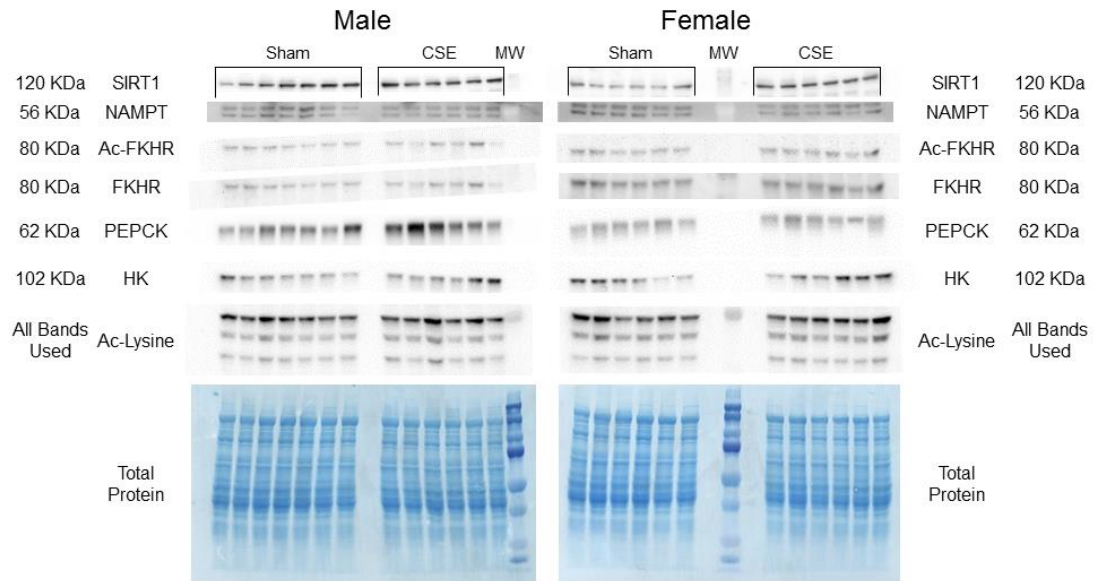 Male Female
Sham CSE MW Sham MW CSE
120 KDa SIRT1 SIRT1 120 KDa
56 KDa NAMPT NAMPT 56 KDa
80 KDa Ac-FKHR Ac-FKHR 80 KDa
80 KDa FKHR FKHR 80 KDa
62 KDa PEPCK PEPCK 62 KDa
102 KDa HK HK 102 KDa
All Bands Used Ac-Lysine Ac-Lysine All Bands Used
Total Protein Total Protein